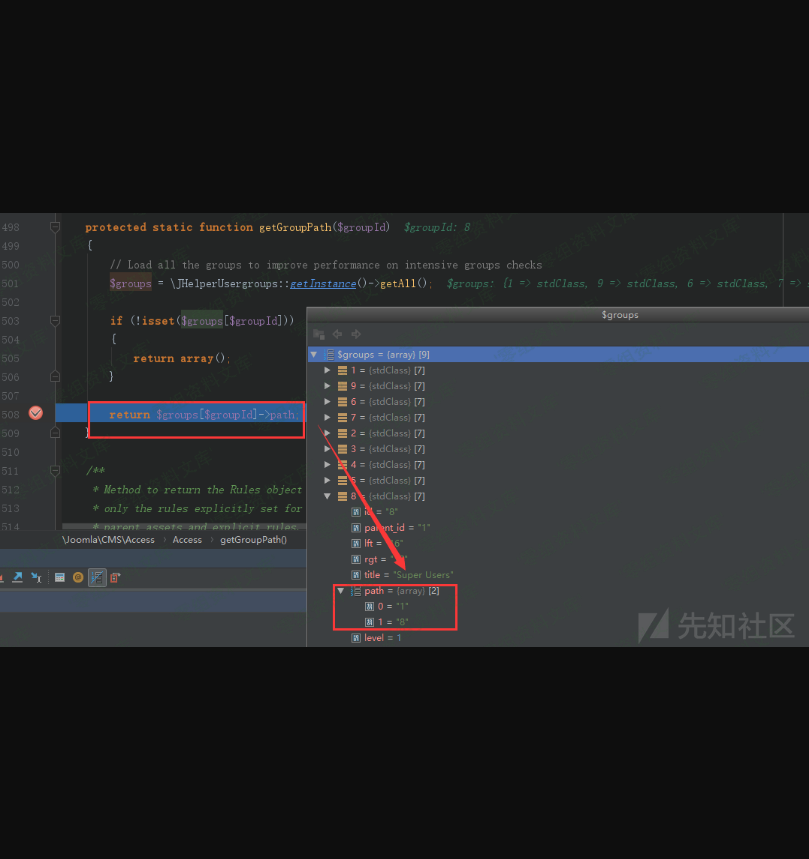 498 protected static function getGroupPath($groupId) $groupId: 8
499 {
500 // Load all the groups to improve performance on intensive groups checks
501 $groups = \JHelperUsergroups::getInstance()->getAll(); $groups: {1 => stdClass, 9 => stdClass, 6 => stdClass, 7 => s
502
503 if (!isset($groups[$groupId]))
504 {
505 return array();
506 }
507
508 return $groups[$groupId]->path;
509 }
510
511 /**
512 * Method to return the Rules object
513 * only the rules explicitly set for
514 * parent assets and explicit rules
\Joomla\CMS\Access › Access › getGroupPath()
$groups
$groups = {array} [9]
1 = {stdClass} [7]
9 = {stdClass} [7]
6 = {stdClass} [7]
7 = {stdClass} [7]
2 = {stdClass} [7]
3 = {stdClass} [7]
4 = {stdClass} [7]
5 = {stdClass} [7]
8 = {stdClass} [7]
id = "8"
parent_id = "1"
lft =
rgt =
title = "Super Users"
path = {array} [2]
0 = "1"
1 = "8"
level = 1
先知社区